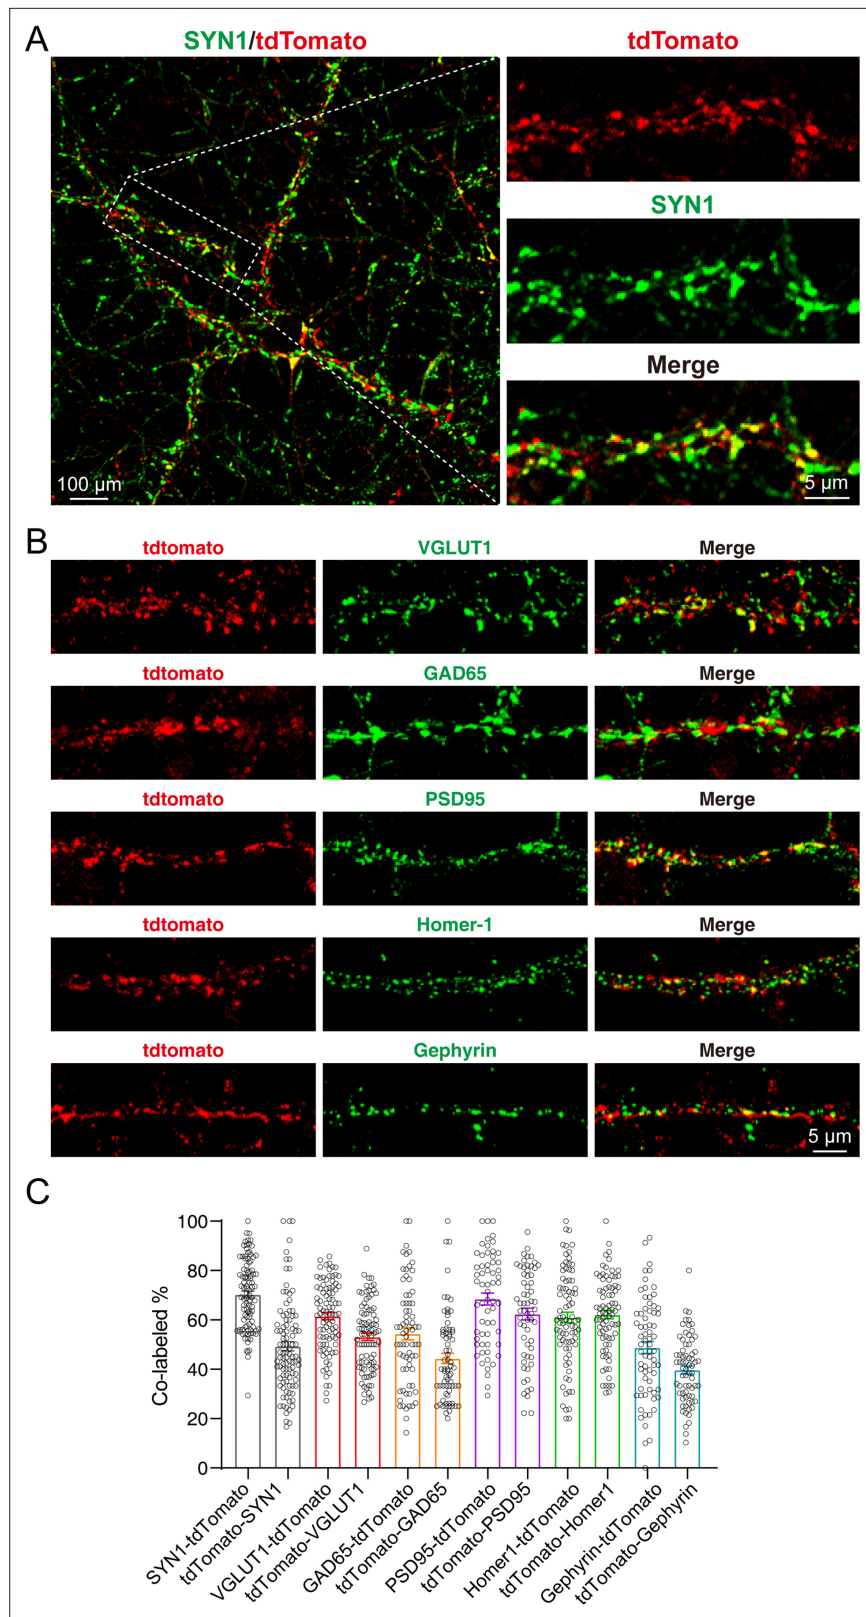 A
SYN1/tdTomato
tdTomato
SYN1
Merge
100 µm
5 µm
B
tdtomato VGLUT1 Merge
tdtomato GAD65 Merge
tdtomato PSD95 Merge
tdtomato Homer-1 Merge
tdtomato Gephyrin Merge
5 µm
C
Co-labeled %
100
80
60
40
20
0
SYN1-tdTomato
tdTomato-SYN1
VGLUT1-tdTomato
tdTomato-VGLUT1
GAD65-tdTomato
tdTomato-GAD65
PSD95-tdTomato
tdTomato-PSD95
Homer1-tdTomato
tdTomato-Homer1
Gephyrin-tdTomato
tdTomato-Gephyrin